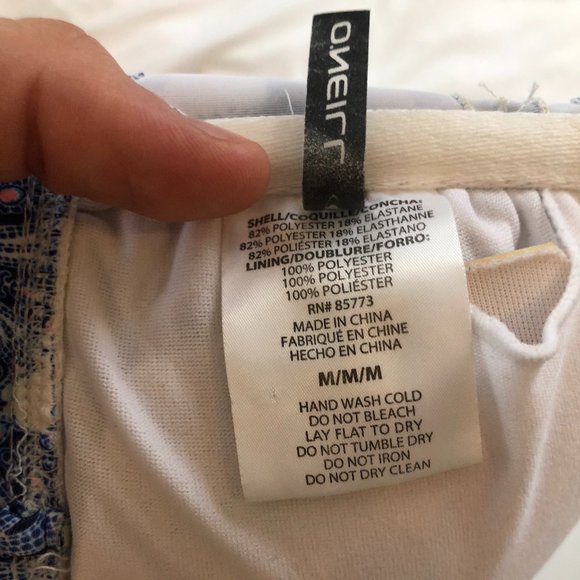 O'NEILL
SHELL/COQUILLE/CONCHA:
82% POLYESTER 18% ELASTANE
82% POLYESTER 18% ELASTHANNE
82% POLIÉSTER 18% ELASTANO
LINING/DOUBLURE/FORRO:
100% POLYESTER
100% POLYESTER
100% POLIÉSTER
RN# 85773
MADE IN CHINA
FABRIQUÉ EN CHINE
HECHO EN CHINA
M/M/M
HAND WASH COLD
DO NOT BLEACH
LAY FLAT TO DRY
DO NOT TUMBLE DRY
DO NOT IRON
DO NOT DRY CLEAN